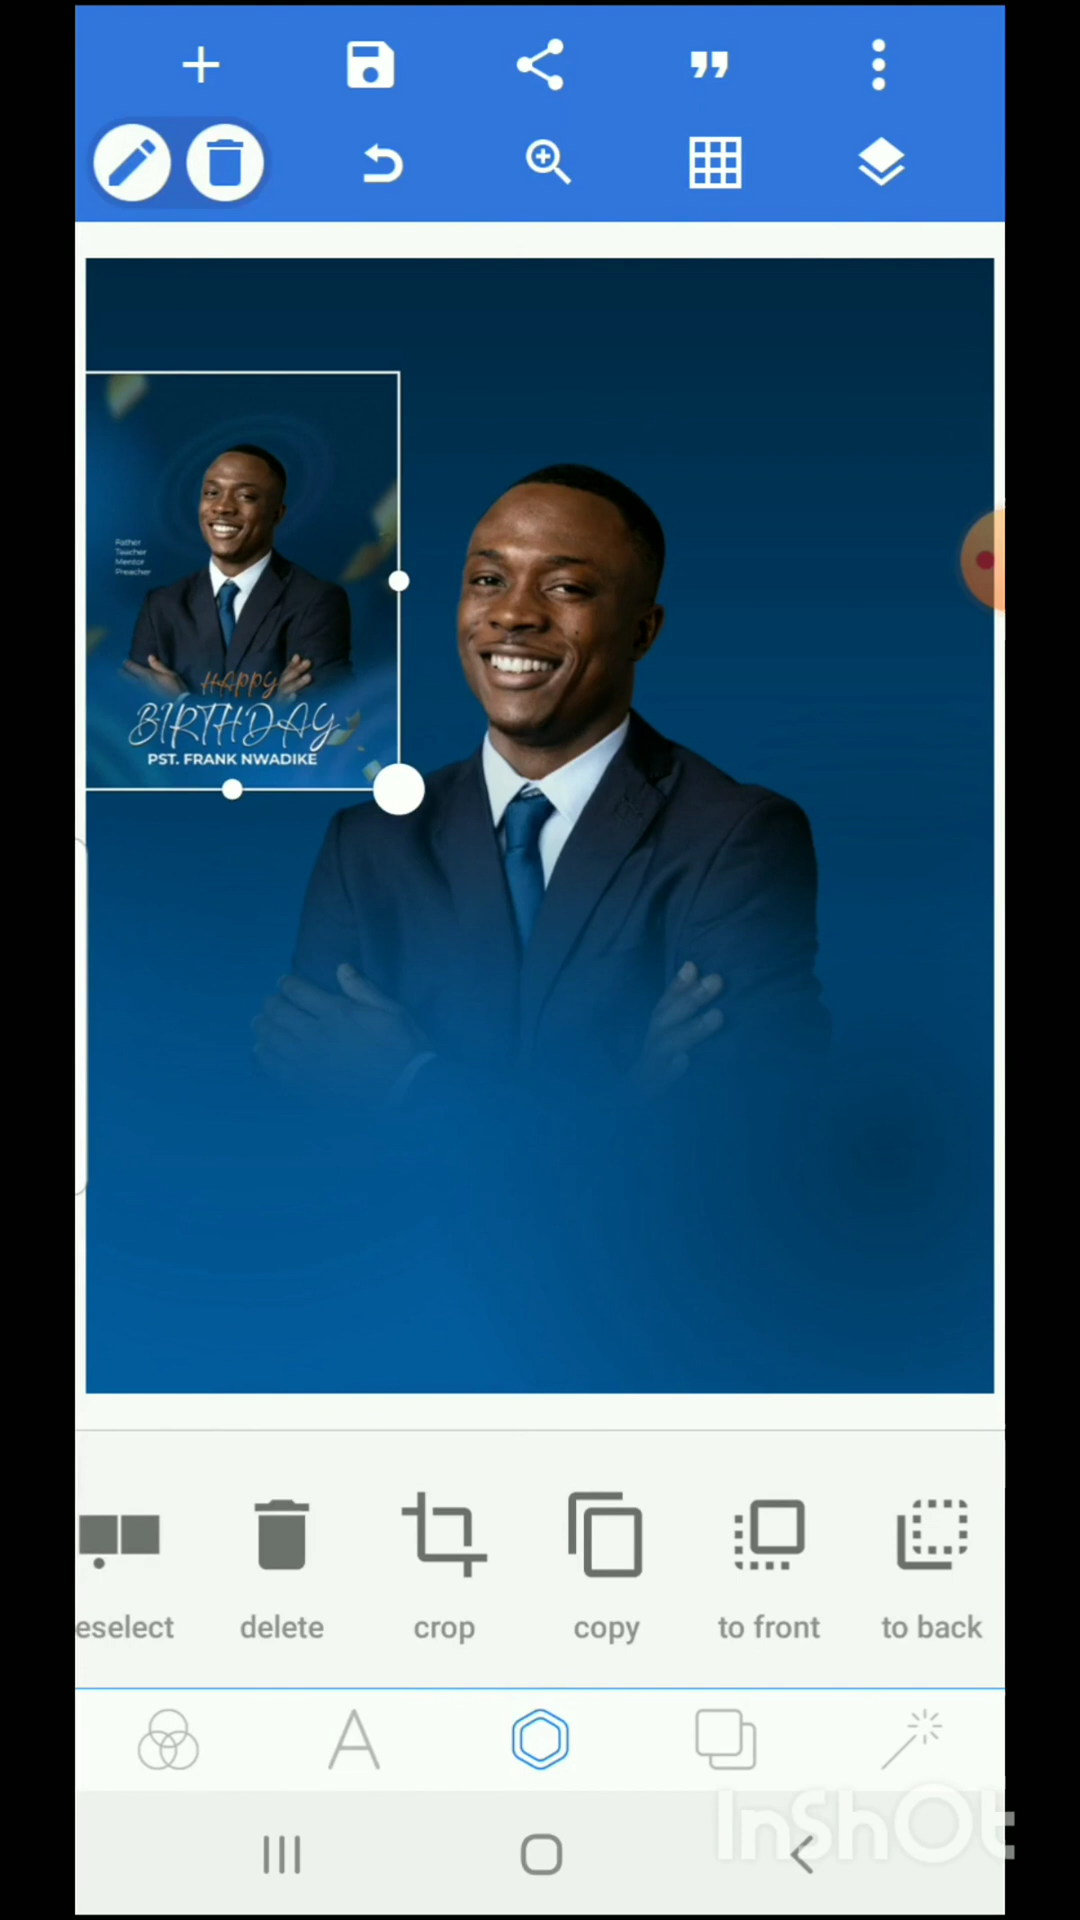 Father
Teacher
Mentor
Preacher
HAPPY
BIRTHDAY
PST. FRANK NWADIKE
eselect
delete
crop
copy
to front
to back
InShOt